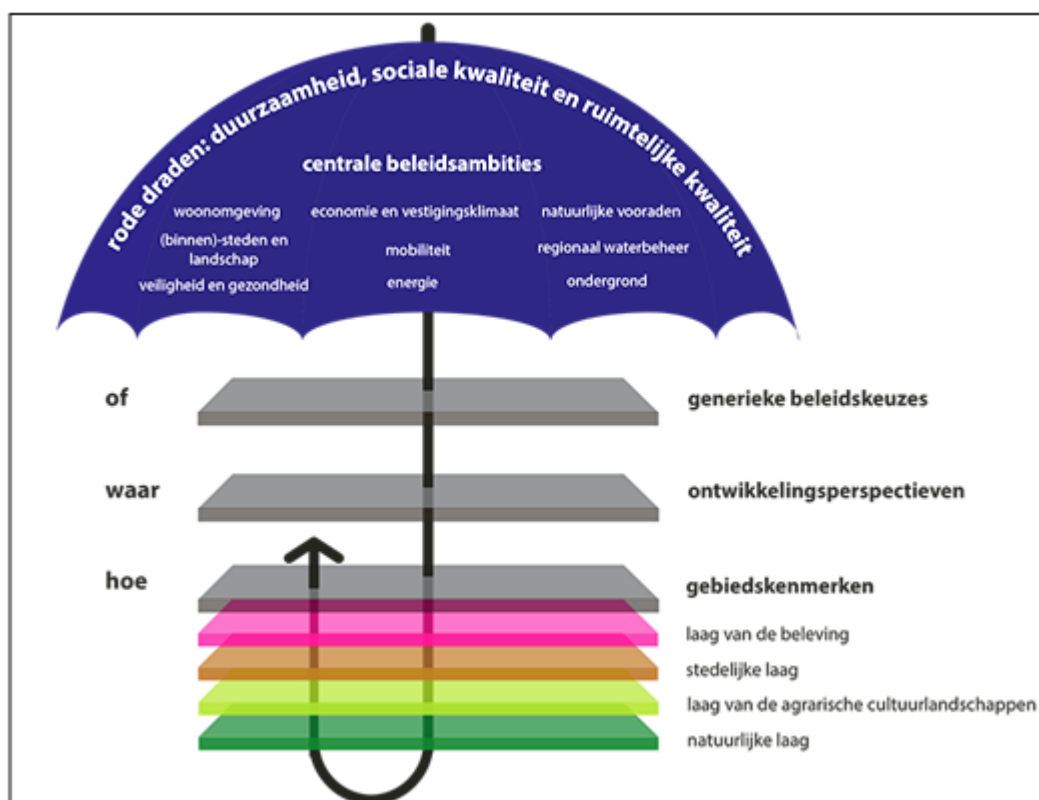 rode draden: duurzaamheid, sociale kwaliteit en ruimtelijke kwaliteit
centrale beleidsambities
woonomgeving
(binnen)-steden en
landschap
veiligheid en gezondheid
economie en vestigingsklimaat
mobiliteit
energie
natuurlijke vooraden
regionaal waterbeheer
ondergrond
of
generieke beleidskeuzes
waar
ontwikkelingsperspectieven
hoe
gebiedskenmerken
laag van de beleving
stedelijke laag
laag van de agrarische cultuurlandschappen
natuurlijke laag